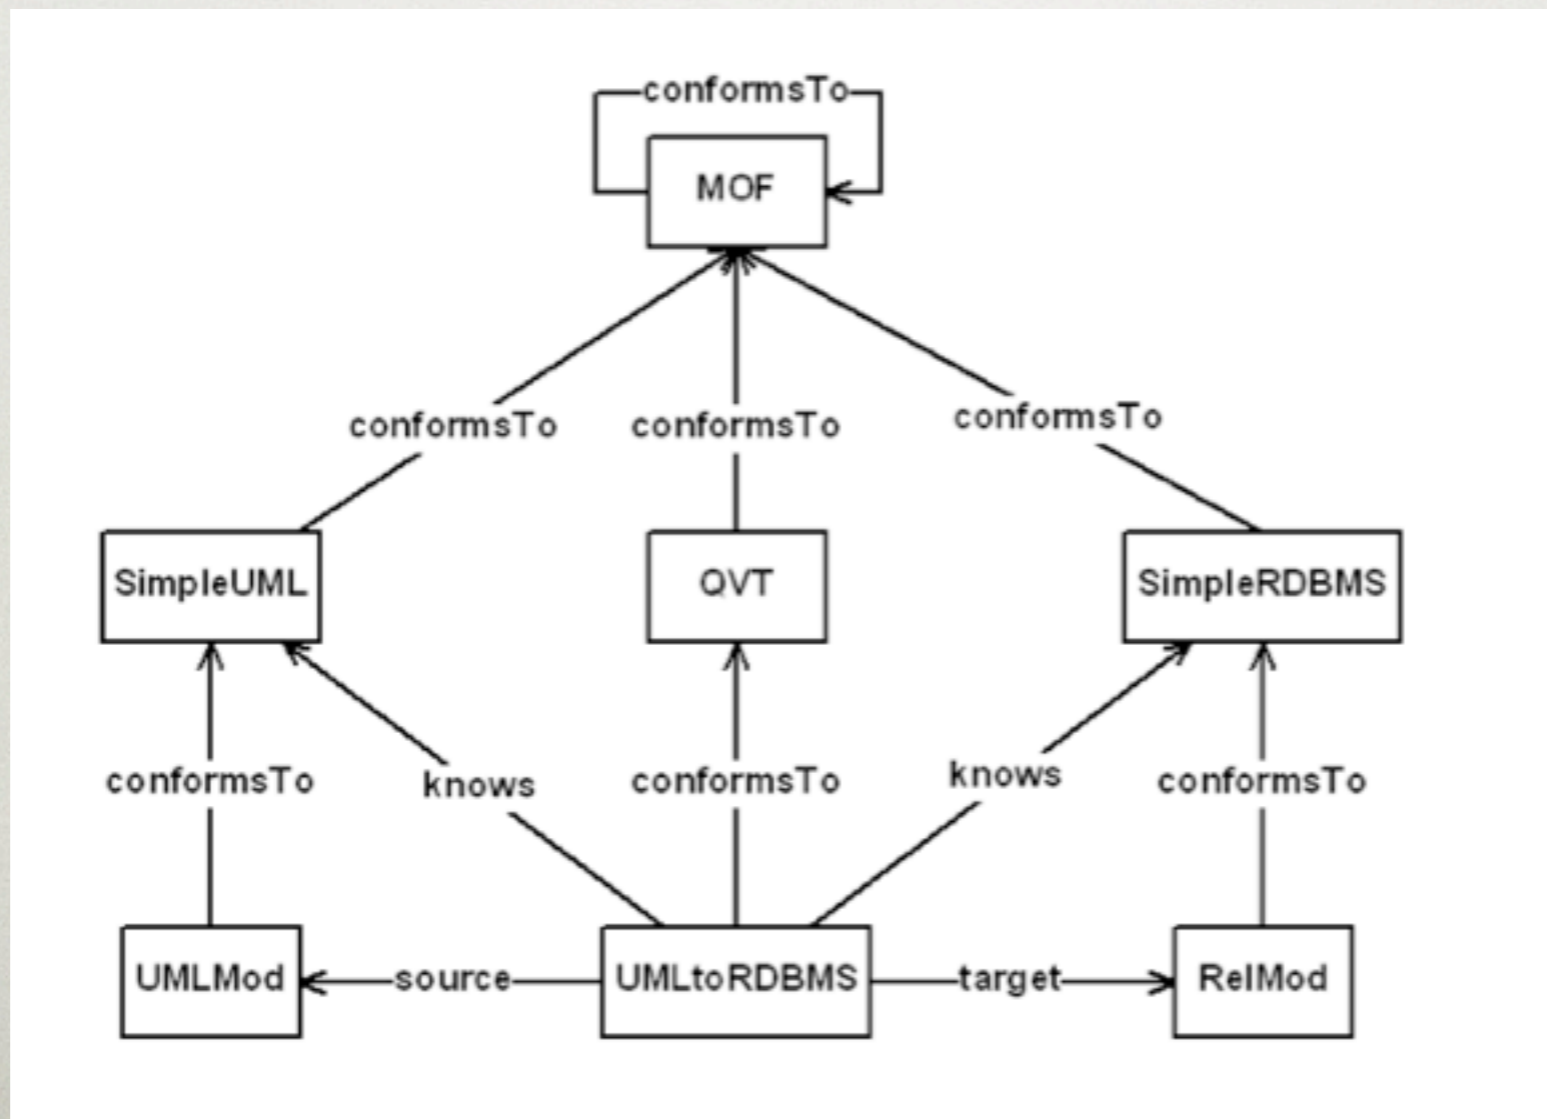 conformsTo
MOF
conformsTo conformsTo conformsTo
SimpleUML QVT SimpleRDBMS
conformsTo knows conformsTo knows conformsTo
UMLMod source UMLtoRDBMS target RelMod